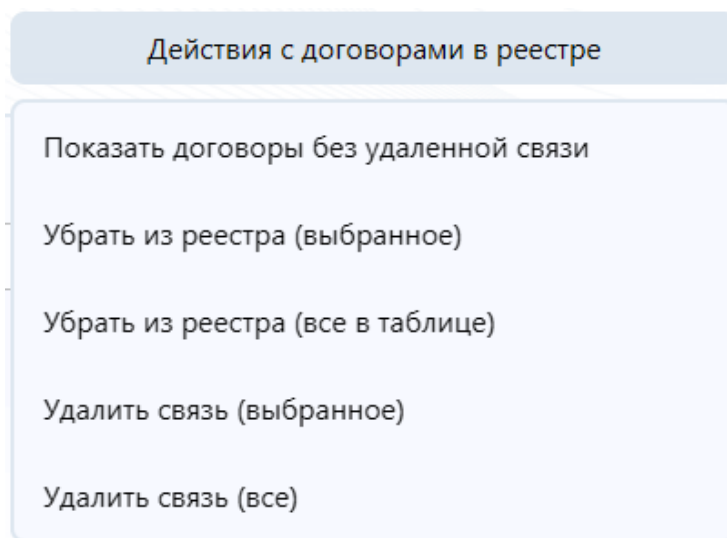 Действия с договорами в реестре
Показать договоры без удаленной связи
Убрать из реестра (выбранное)
Убрать из реестра (все в таблице)
Удалить связь (выбранное)
Удалить связь (все)